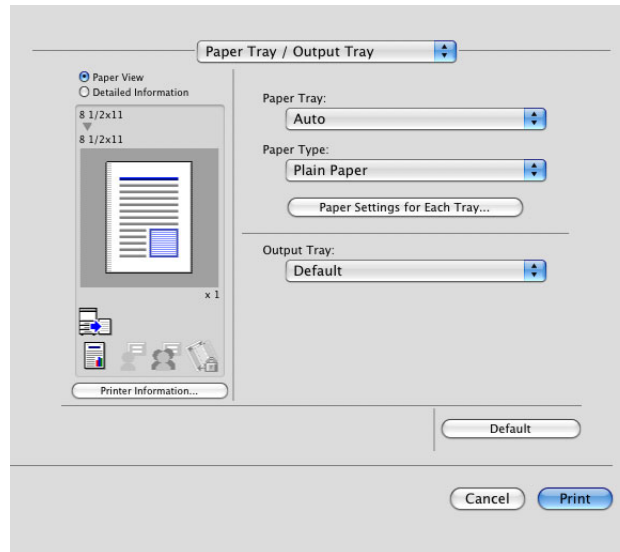 Paper Tray / Output Tray
Paper View
Detailed Information
8 1/2x11
8 1/2x11
x 1
Printer Information...
Paper Tray:
Auto
Paper Type:
Plain Paper
Paper Settings for Each Tray...
Output Tray:
Default
Default
Cancel
Print